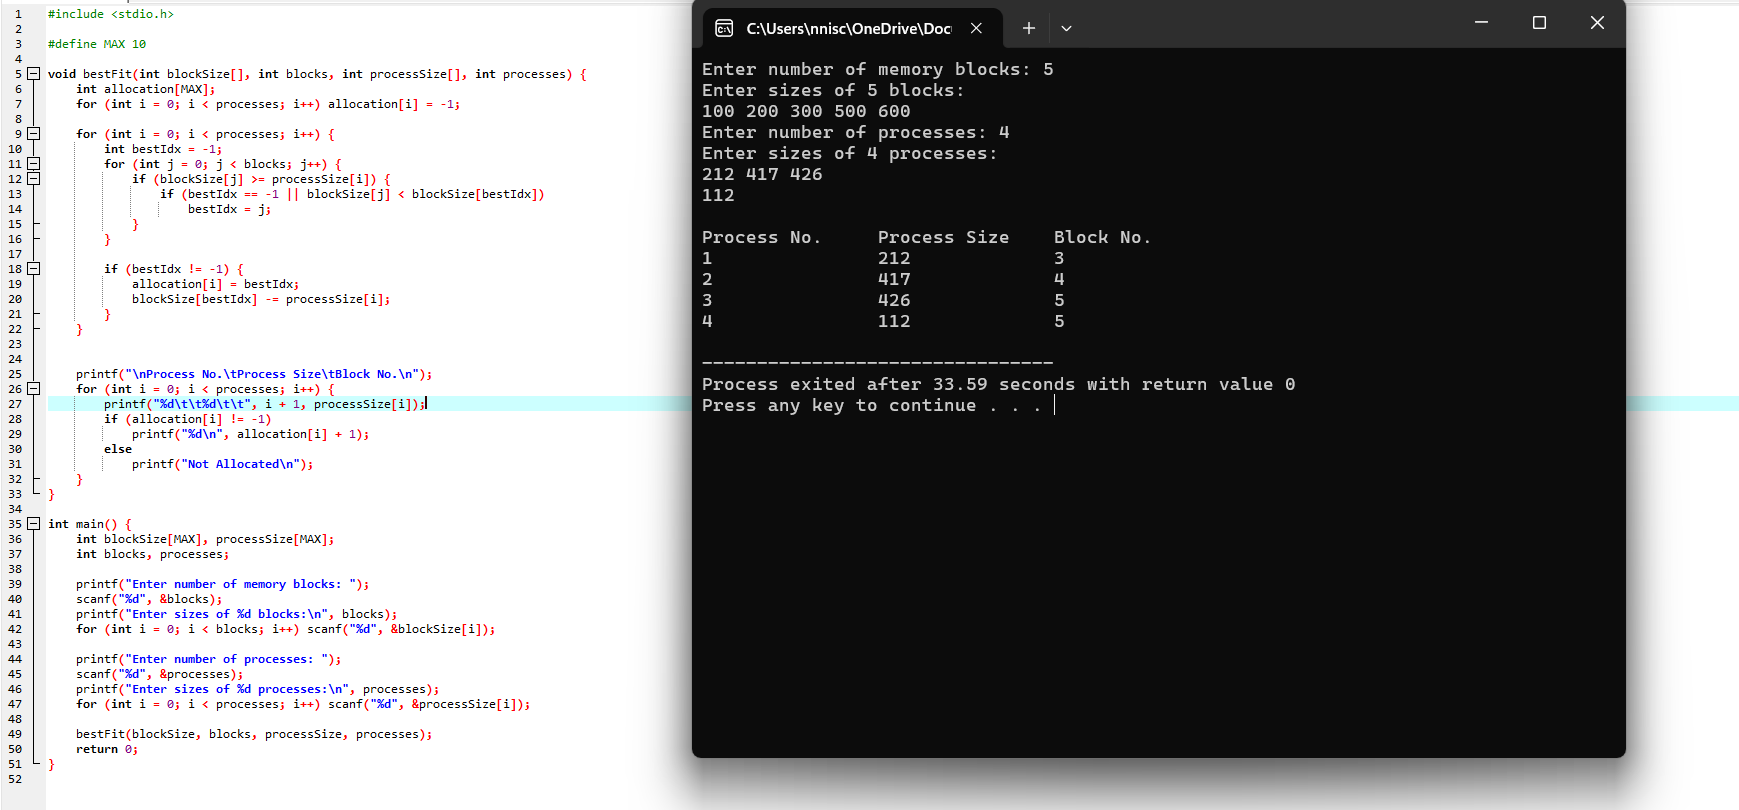 #include <stdio.h>
#define MAX 10
void bestFit(int blockSize[], int blocks, int processSize[], int processes) {
int allocation[MAX];
for (int i = 0; i < processes; i++) allocation[i] = -1;
for (int i = 0; i < processes; i++) {
int bestIdx = -1;
for (int j = 0; j < blocks; j++) {
if (blockSize[j] >= processSize[i]) {
if (bestIdx == -1 || blockSize[j] < blockSize[bestIdx])
bestIdx = j;
}
}
if (bestIdx != -1) {
allocation[i] = bestIdx;
blockSize[bestIdx] -= processSize[i];
}
}
printf("\nProcess No.\tProcess Size\tBlock No.\n");
for (int i = 0; i < processes; i++) {
printf("%d\t\t%d\t\t", i + 1, processSize[i]);
if (allocation[i] != -1)
printf("%d\n", allocation[i] + 1);
else
printf("Not Allocated\n");
}
}
int main() {
int blockSize[MAX], processSize[MAX];
int blocks, processes;
printf("Enter number of memory blocks: ");
scanf("%d", &blocks);
printf("Enter sizes of %d blocks:\n", blocks);
for (int i = 0; i < blocks; i++) scanf("%d", &blockSize[i]);
printf("Enter number of processes: ");
scanf("%d", &processes);
printf("Enter sizes of %d processes:\n", processes);
for (int i = 0; i < processes; i++) scanf("%d", &processSize[i]);
bestFit(blockSize, blocks, processSize, processes);
return 0;
}
1
2
3
4
5
6
7
8
9
10
11
12
13
14
15
16
17
18
19
20
21
22
23
24
25
26
27
28
29
30
31
32
33
34
35
36
37
38
39
40
41
42
43
44
45
46
47
48
49
50
51
52
C:\Users\nnisc\OneDrive\Doc
Enter number of memory blocks: 5
Enter sizes of 5 blocks:
100 200 300 500 600
Enter number of processes: 4
Enter sizes of 4 processes:
212 417 426
112
Process No. Process Size Block No.
1 212 3
2 417 4
3 426 5
4 112 5
--------------------------------
Process exited after 33.59 seconds with return value 0
Press any key to continue . . .